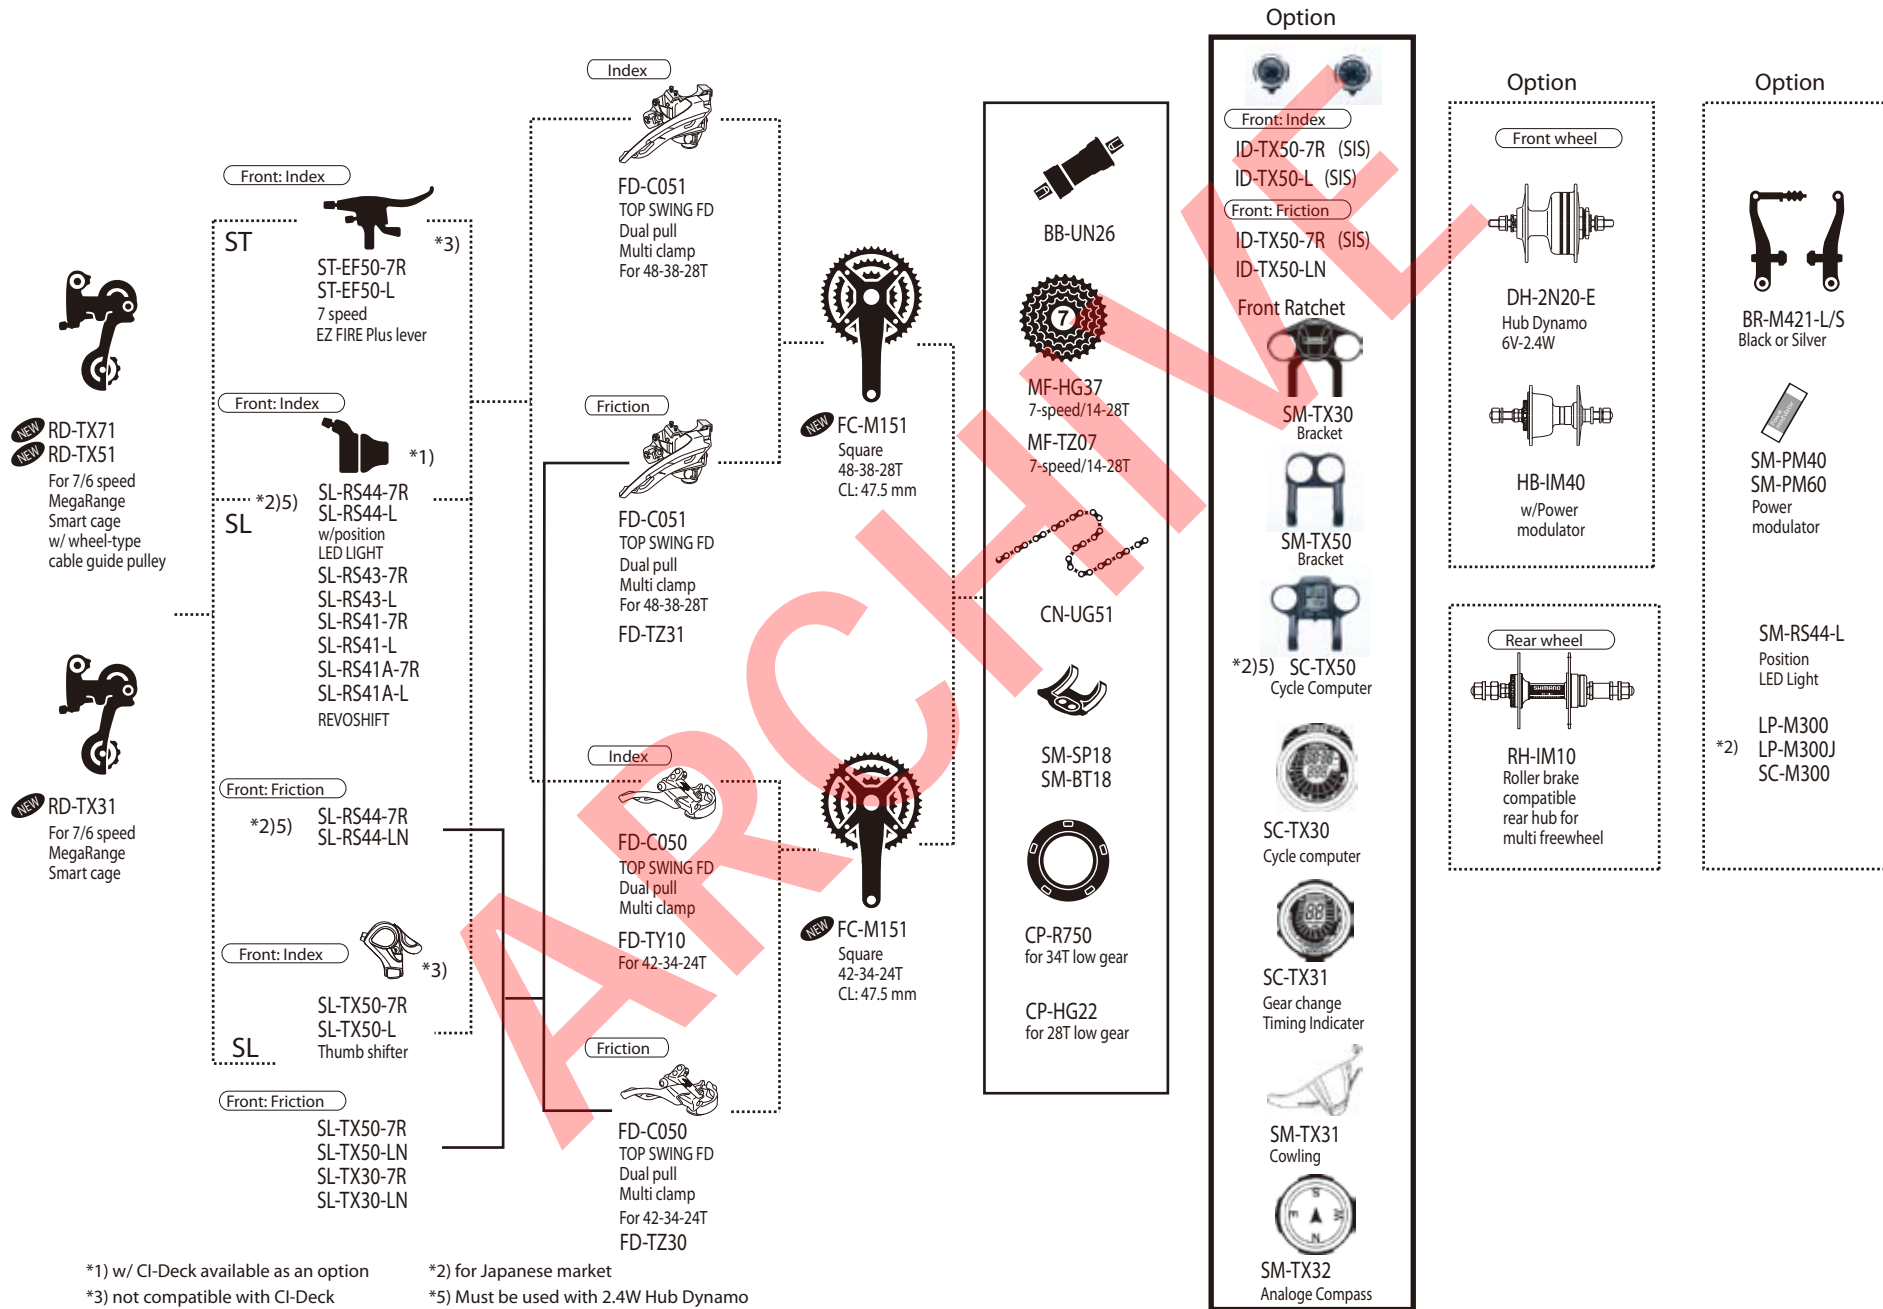 Option
Index
Front: Index
ST
*3)
ST-EF50-7R
ST-EF50-L
7 speed
EZ FIRE Plus lever
NEW RD-TX71
NEW RD-TX51
For 7/6 speed
MegaRange
Smart cage
w/ wheel-type
cable guide pulley
Front: Index
*1)
*2)5)
SL
SL-RS44-7R
SL-RS44-L
w/position
LED LIGHT
SL-RS43-7R
SL-RS43-L
SL-RS41-7R
SL-RS41-L
SL-RS41A-7R
SL-RS41A-L
REVOSHIFT
NEW RD-TX31
For 7/6 speed
MegaRange
Smart cage
Front: Friction
*2)5)
SL-RS44-7R
SL-RS44-LN
Front: Index
*3)
SL-TX50-7R
SL-TX50-L
Thumb shifter
SL
Front: Friction
SL-TX50-7R
SL-TX50-LN
SL-TX30-7R
SL-TX30-LN
FD-C051
TOP SWING FD
Dual pull
Multi clamp
For 48-38-28T
Friction
FD-C051
TOP SWING FD
Dual pull
Multi clamp
For 48-38-28T
FD-TZ31
Index
FD-C050
TOP SWING FD
Dual pull
Multi clamp
FD-TY10
For 42-34-24T
Friction
FD-C050
TOP SWING FD
Dual pull
Multi clamp
For 42-34-24T
FD-TZ30
NEW FC-M151
Square
48-38-28T
CL: 47.5 mm
NEW FC-M151
Square
42-34-24T
CL: 47.5 mm
BB-UN26
7
MF-HG37
7-speed/14-28T
MF-TZ07
7-speed/14-28T
CN-UG51
SM-SP18
SM-BT18
CP-R750
for 34T low gear
CP-HG22
for 28T low gear
Front: Index
ID-TX50-7R (SIS)
ID-TX50-L (SIS)
Front: Friction
ID-TX50-7R (SIS)
ID-TX50-LN
Front Ratchet
SM-TX30
Bracket
SM-TX50
Bracket
*2)5) SC-TX50
Cycle Computer
SC-TX30
Cycle computer
SC-TX31
Gear change
Timing Indicater
SM-TX31
Cowling
S
E W
N
SM-TX32
Analoge Compass
Option
Front wheel
DH-2N20-E
Hub Dynamo
6V-2.4W
HB-IM40
w/Power
modulator
Rear wheel
SHIMANO
RH-IM10
Roller brake
compatible
rear hub for
multi freewheel
Option
BR-M421-L/S
Black or Silver
SM-PM40
SM-PM60
Power
modulator
SM-RS44-L
Position
LED Light
LP-M300
*2) LP-M300J
SC-M300
*1) w/ CI-Deck available as an option
*2) for Japanese market
*3) not compatible with CI-Deck
*5) Must be used with 2.4W Hub Dynamo
ARCHIVE